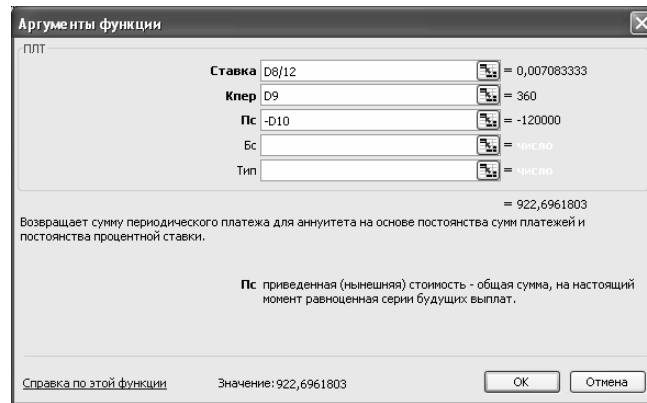 Аргументы функции
ПЛТ
Ставка D8/12 = 0,007083333
Кпер D9 = 360
Пс -D10 = -120000
Бс = число
Тип = число
= 922,6961803
Возвращает сумму периодического платежа для аннуитета на основе постоянства сумм платежей и
постоянства процентной ставки.
Пс приведенная (нынешняя) стоимость - общая сумма, на настоящий
момент равноценная серии будущих выплат.
Справка по этой функции Значение:922,6961803 ОК Отмена